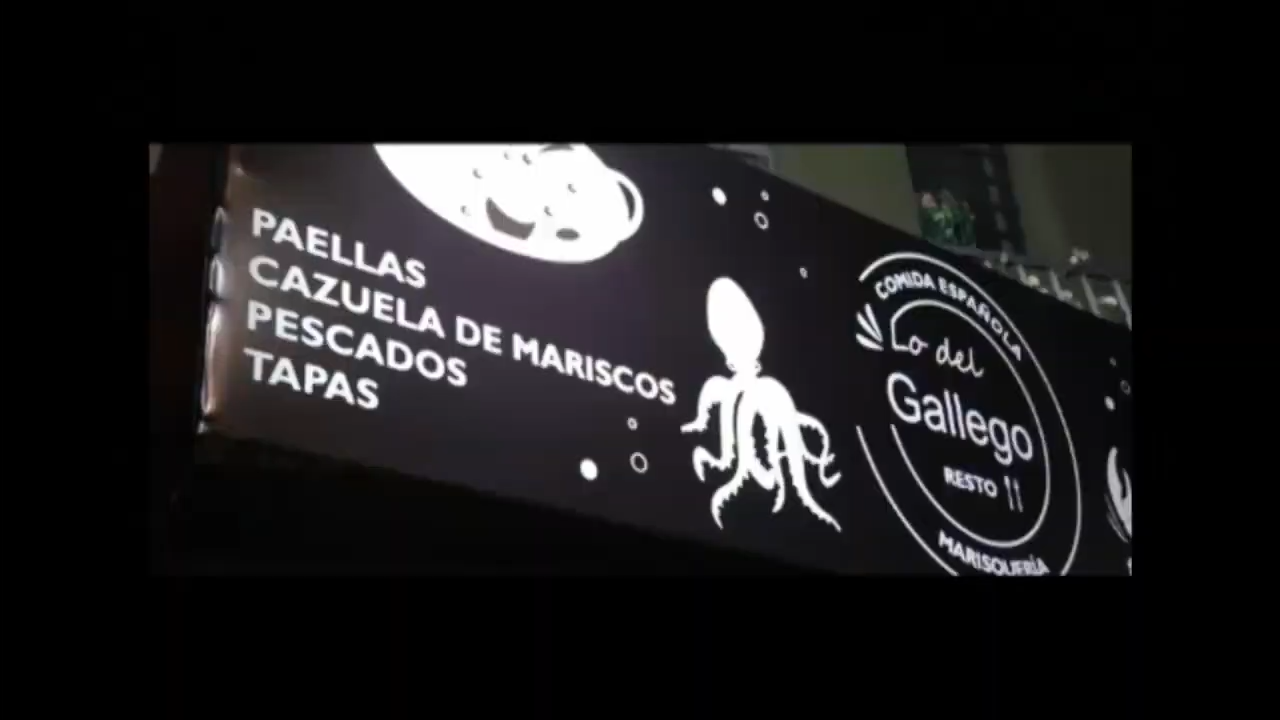 PAELLAS
CAZUELA DE MARISCOS
PESCADOS
TAPAS
COMIDA ESPAÑOLA
Lo del
Gallego
RESTO
MARISQUERÍA